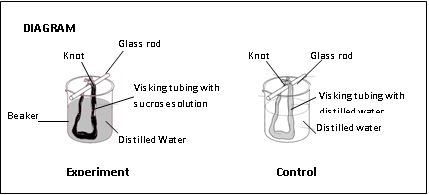 DIAGRAM
Glass rod
Knot
Visking tubing with
sucrose solution
Beaker
Distilled Water
Experiment
Knot
Glass rod
Visking tubing with
distilled water
Distilled water
Control